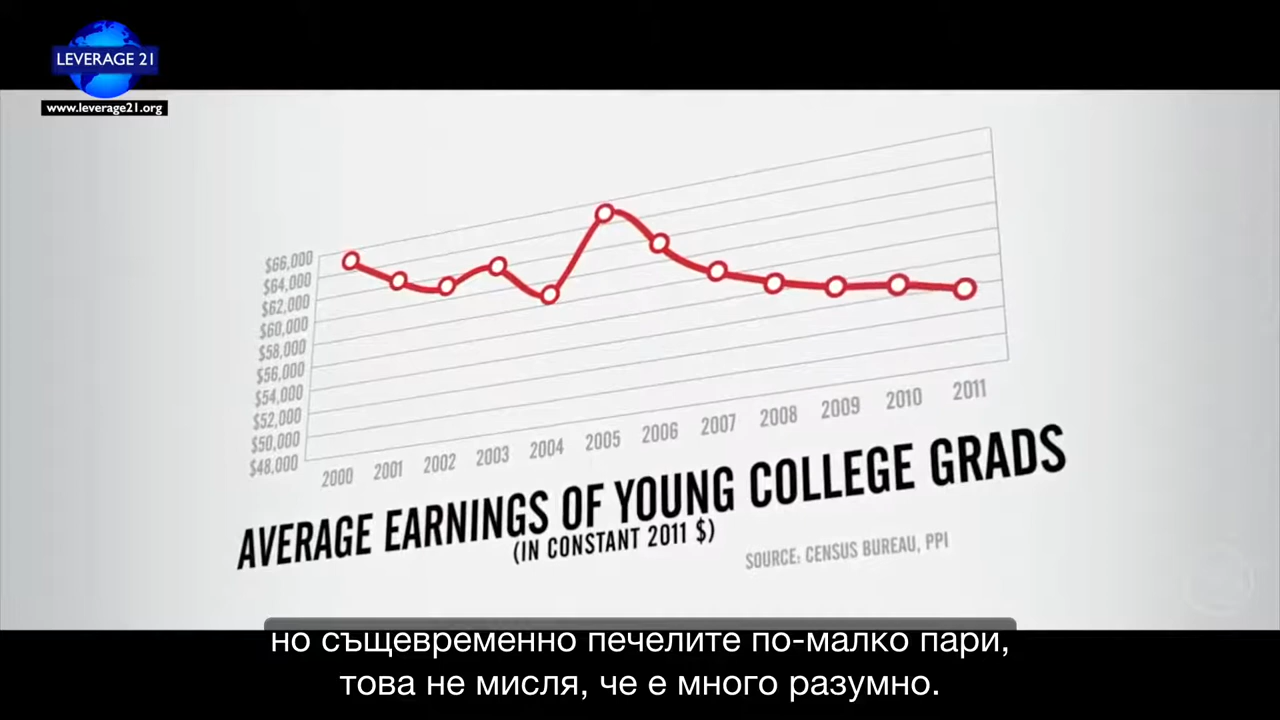 LEVERAGE 21
www.leverage21.org
$66,000
$64,000
$62,000
$60,000
$58,000
$56,000
$54,000
$52,000
$50,000
$48,000
2000 2001 2002 2003 2004 2005 2006 2007 2008 2009 2010 2011
AVERAGE EARNINGS OF YOUNG COLLEGE GRADS
(IN CONSTANT 2011 $)
SOURCE: CENSUS BUREAU, PPI
но същевременно печелите по-малко пари,
това не мисля, че е много разумно.